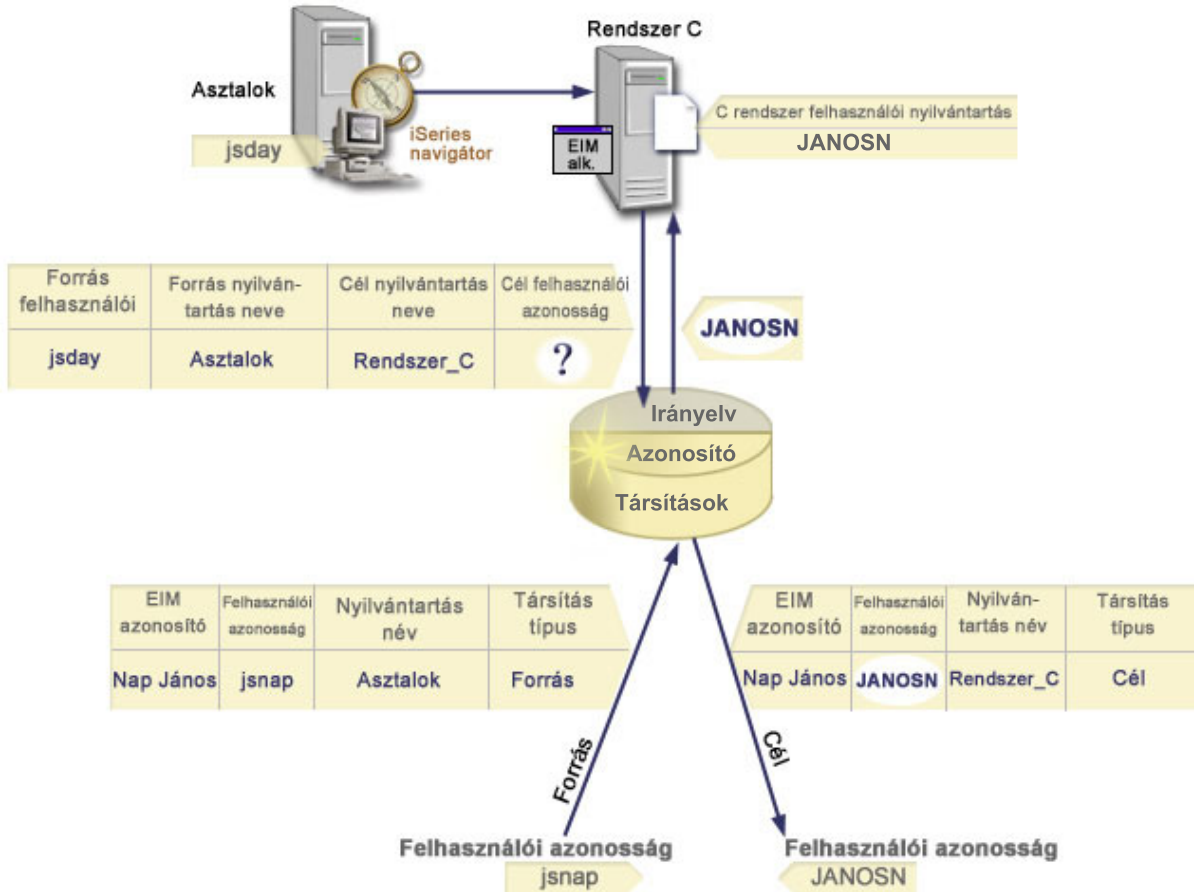 Rendszer C
Asztalok
jsday
iSeries
navigátor
EIM
alk.
C rendszer felhasználói nyilvántartás
JANOSN
Forrás
felhasználói
Forrás nyilván-
tartás neve
Cél nyilvántartás
neve
Cél felhasználói
azonosság
jsday
Asztalok
Rendszer_C
?
JANOSN
Irányelv
Azonosító
Társítások
EIM
azonosító
Felhasználói
azonosság
Nyilvántartás
név
Társítás
típus
Nap János
jsnap
Asztalok
Forrás
EIM
azonosító
Felhasználói
azonosság
Nyilván-
tartás név
Társítás
típus
Nap János
JANOSN
Rendszer_C
Cél
Forrás
Cél
Felhasználói azonosság
jsnap
Felhasználói azonosság
JANOSN